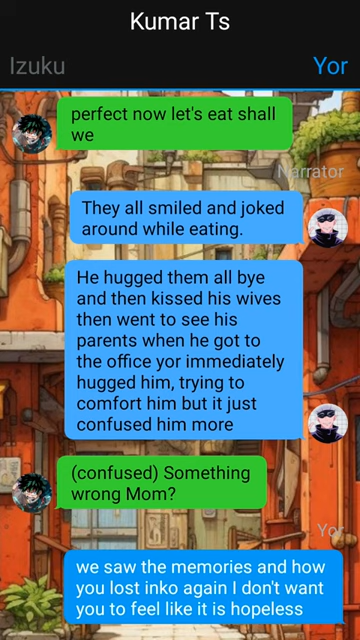 Kumar Ts
Izuku
Yor
perfect now let's eat shall
we
Narrator
They all smiled and joked
around while eating.
He hugged them all bye
and then kissed his wives
then went to see his
parents when he got to
the office yor immediately
hugged him, trying to
comfort him but it just
confused him more
(confused) Something
wrong Mom?
Yor
we saw the memories and how
you lost inko again I don't want
you to feel like it is hopeless